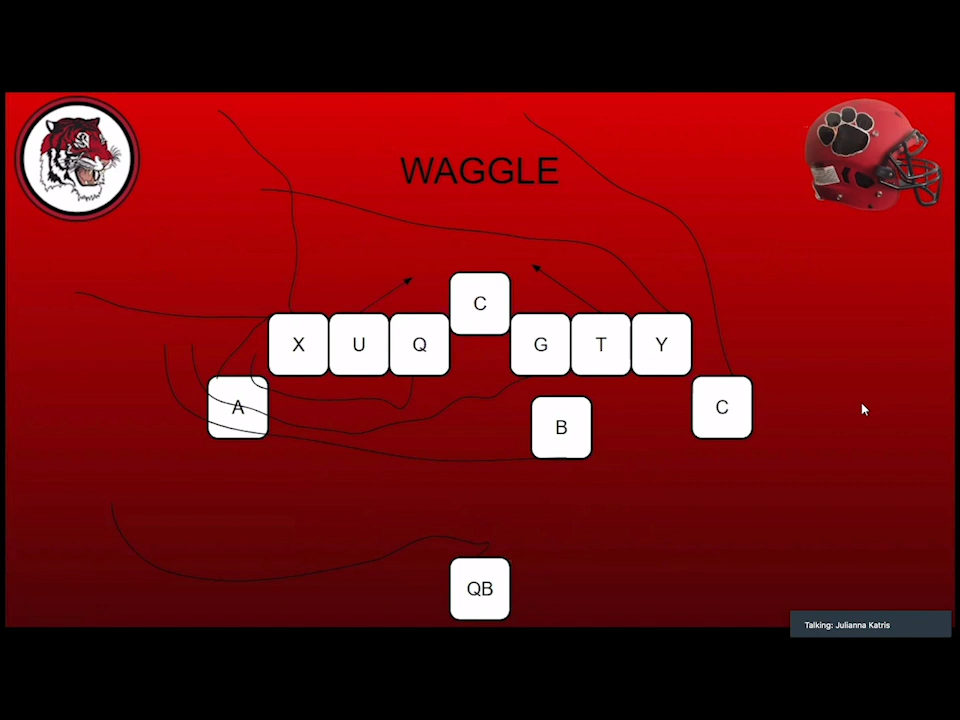 WAGGLE
C
X U Q G T Y
A B C
QB
Talking: Julianna Katris